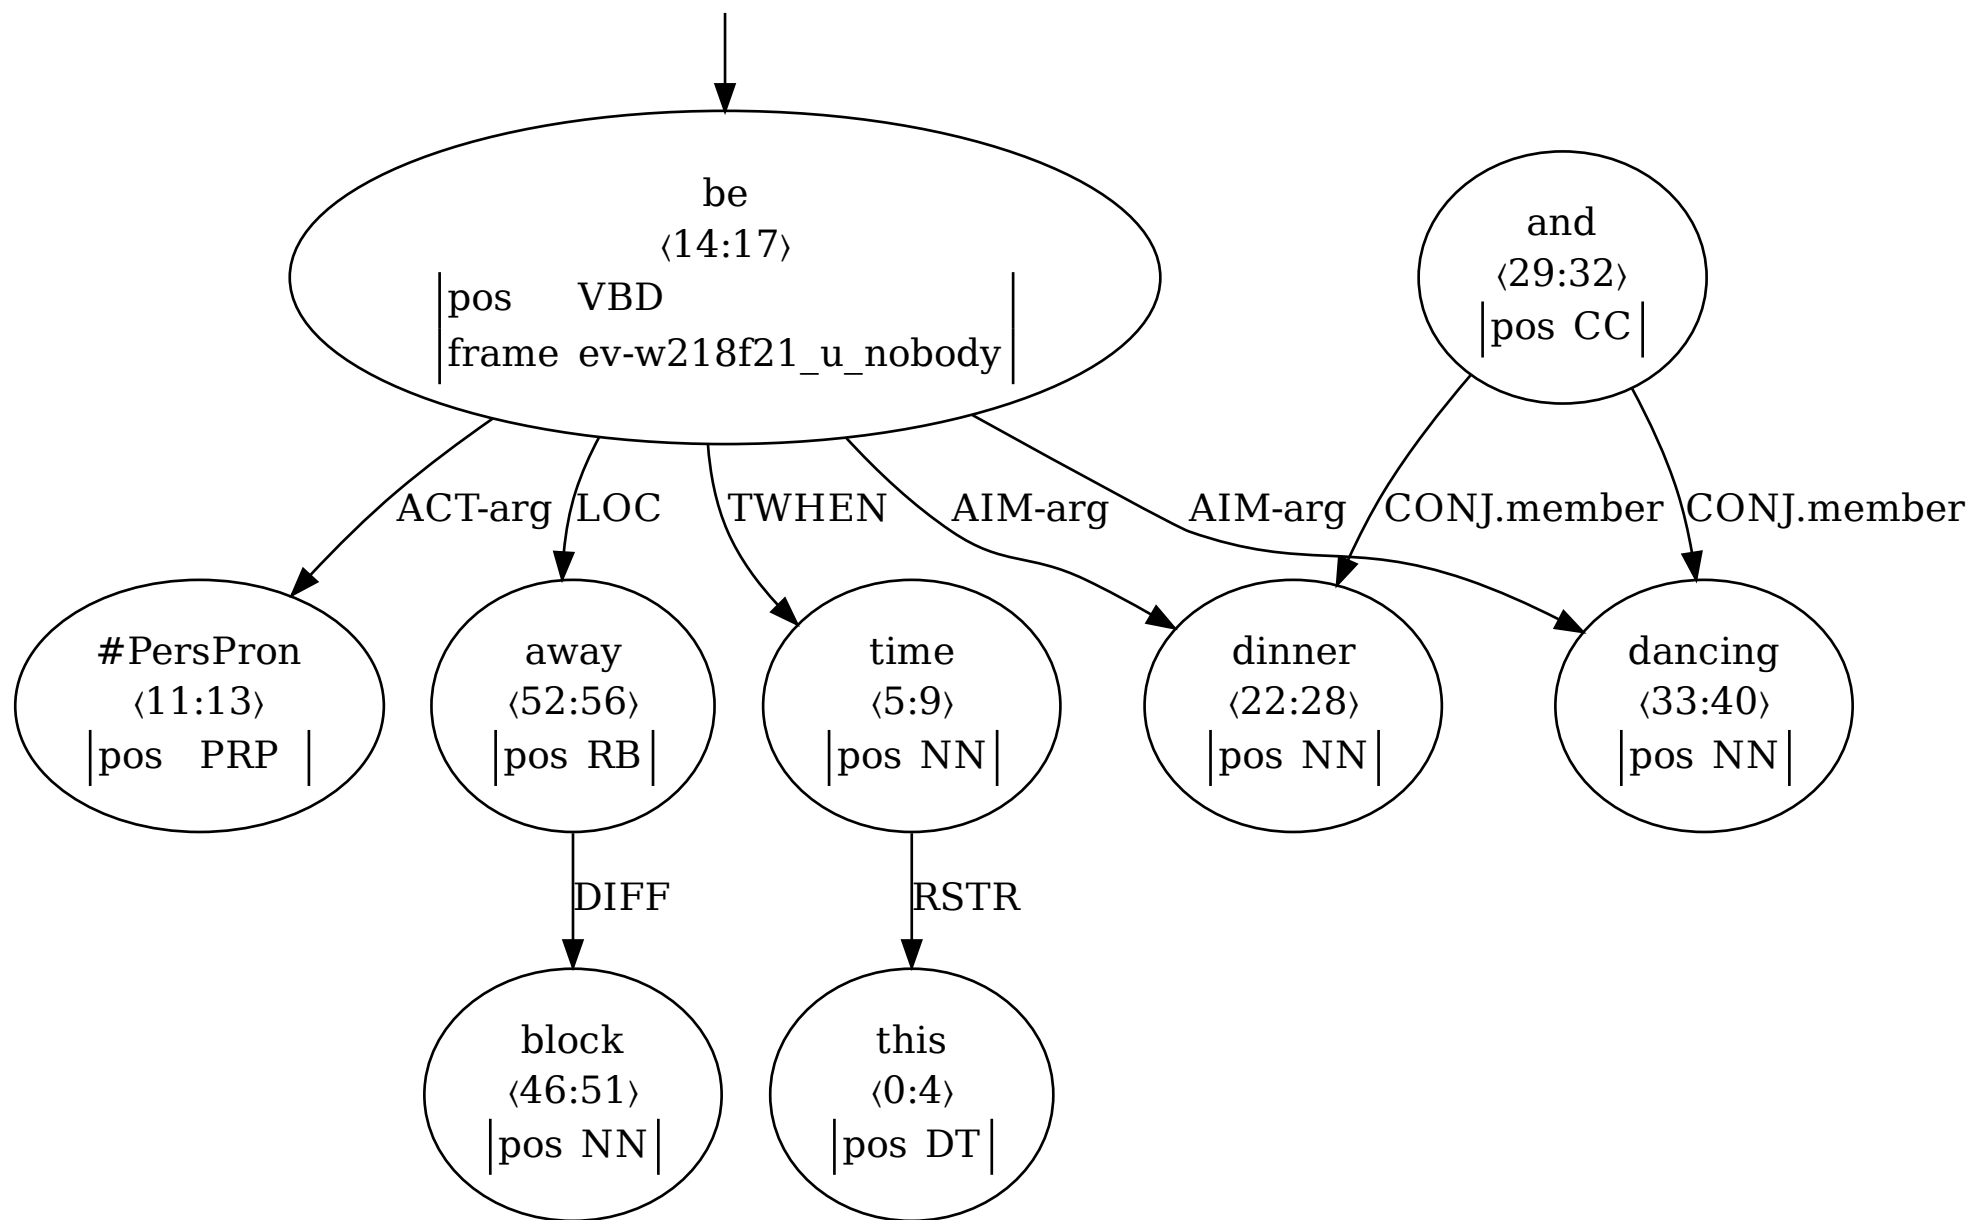 be
⟨14:17⟩
pos VBD
frame ev-w218f21_u_nobody
and
⟨29:32⟩
pos CC
ACT-arg
LOC
TWHEN
AIM-arg
AIM-arg
CONJ.member
CONJ.member
#PersPron
⟨11:13⟩
pos PRP
away
⟨52:56⟩
pos RB
time
⟨5:9⟩
pos NN
dinner
⟨22:28⟩
pos NN
dancing
⟨33:40⟩
pos NN
DIFF
RSTR
block
⟨46:51⟩
pos NN
this
⟨0:4⟩
pos DT